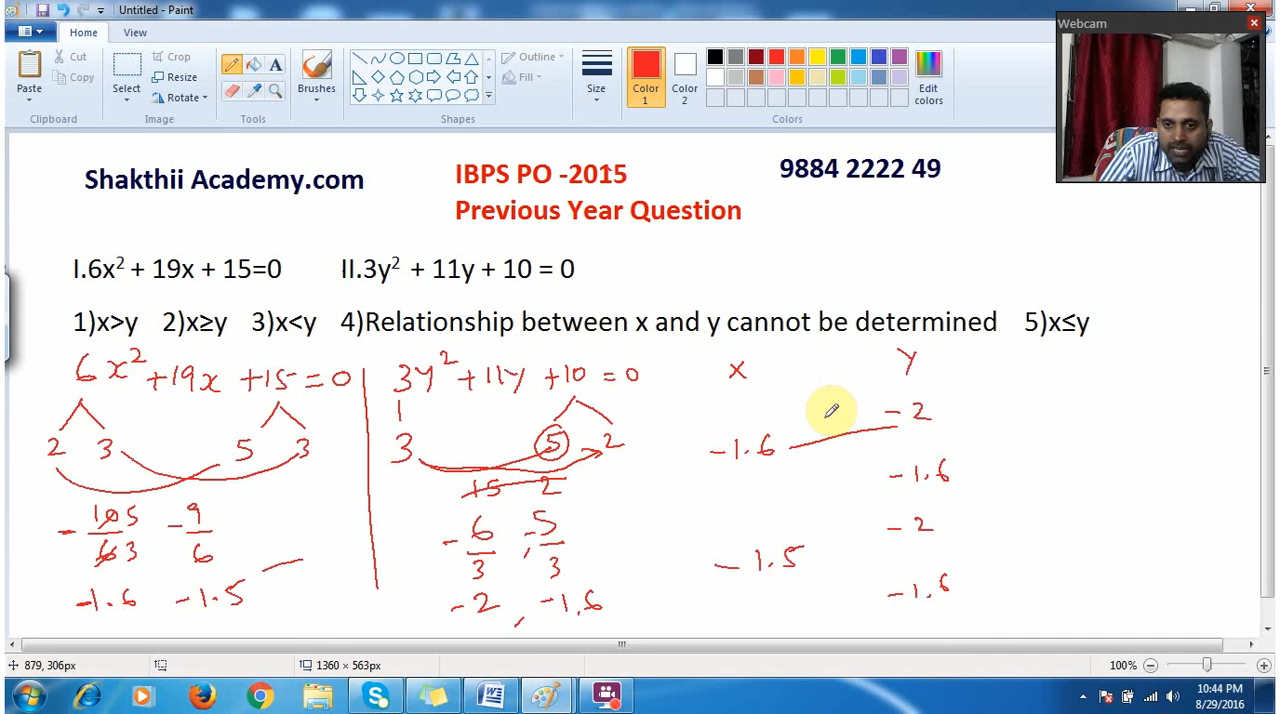 Untitled - Paint
Webcam
Home View
Paste
Cut
Copy
Select
Crop
Resize
Rotate
Brushes
Outline
Fill
Size
Color 1
Color 2
Edit colors
Clipboard Image Tools Shapes Colors
Shakthii Academy.com
IBPS PO -2015
Previous Year Question
9884 2222 49
I.6x² + 19x + 15=0 II.3y² + 11y + 10 = 0
1)x>y 2)x≥y 3)x<y 4)Relationship between x and y cannot be determined 5)x≤y
6x² +19x +15 = 0 3y² +11y +10 = 0 x y
2 3 5 3 3 5 2 -1.6 -2
15 2 -1.6
-10 5/6 3 -9/6 -6/3 , -5/3 -1.5 -2
-1.6 -1.5 -2 , -1.6 -1.6
879, 306px 1360 × 563px 100%
10:44 PM
8/29/2016